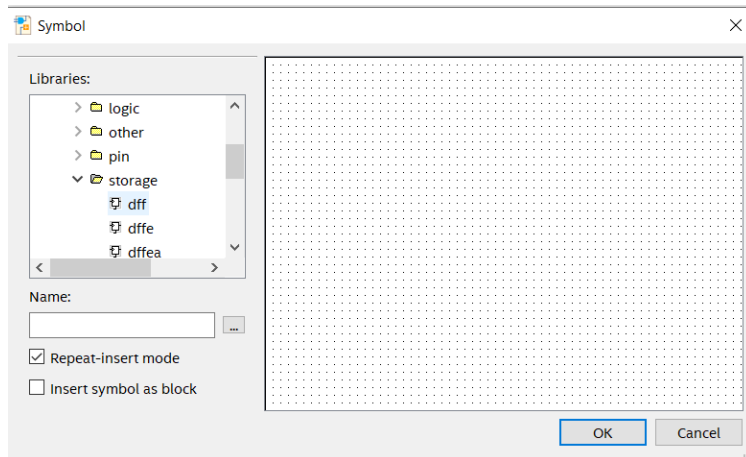 Symbol
Libraries:
logic
other
pin
storage
dff
dffe
dffea
Name:
...
Repeat-insert mode
Insert symbol as block
OK
Cancel